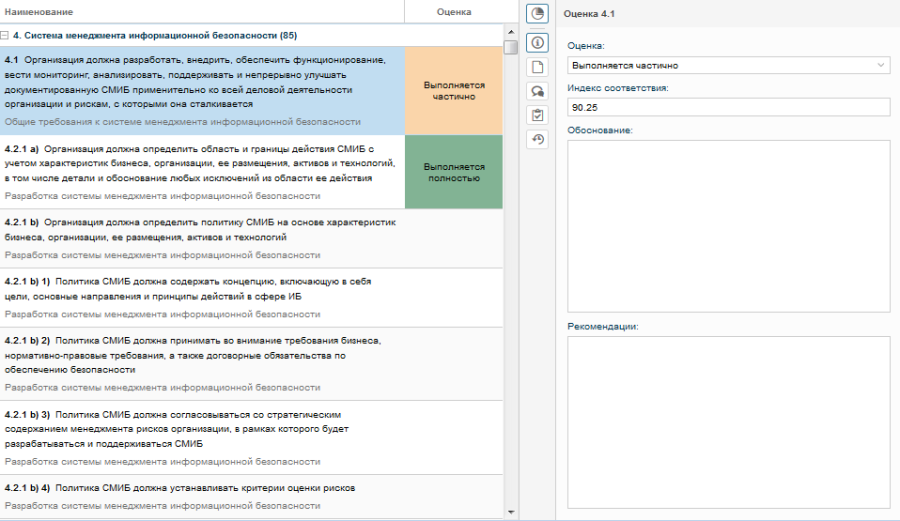 Наименование
Оценка
4. Система менеджмента информационной безопасности (85)
4.1 Организация должна разработать, внедрить, обеспечить функционирование,
вести мониторинг, анализировать, поддерживать и непрерывно улучшать
документированную СМИБ применительно ко всей деловой деятельности
организации и рискам, с которыми она сталкивается
Общие требования к системе менеджмента информационной безопасности
Выполняется
частично
4.2.1 a) Организация должна определить область и границы действия СМИБ с
учетом характеристик бизнеса, организации, ее размещения, активов и технологий,
в том числе детали и обоснование любых исключений из области ее действия
Разработка системы менеджмента информационной безопасности
Выполняется
полностью
4.2.1 b) Организация должна определить политику СМИБ на основе характеристик
бизнеса, организации, ее размещения, активов и технологий
Разработка системы менеджмента информационной безопасности
4.2.1 b) 1) Политика СМИБ должна содержать концепцию, включающую в себя
цели, основные направления и принципы действий в сфере ИБ
Разработка системы менеджмента информационной безопасности
4.2.1 b) 2) Политика СМИБ должна принимать во внимание требования бизнеса,
нормативно-правовые требования, а также договорные обязательства по
обеспечению безопасности
Разработка системы менеджмента информационной безопасности
4.2.1 b) 3) Политика СМИБ должна согласовываться со стратегическим
содержанием менеджмента рисков организации, в рамках которого будет
разрабатываться и поддерживаться СМИБ
Разработка системы менеджмента информационной безопасности
4.2.1 b) 4) Политика СМИБ должна устанавливать критерии оценки рисков
Разработка системы менеджмента информационной безопасности
Оценка 4.1
Оценка:
Выполняется частично
Индекс соответствия:
90.25
Обоснование:
Рекомендации: